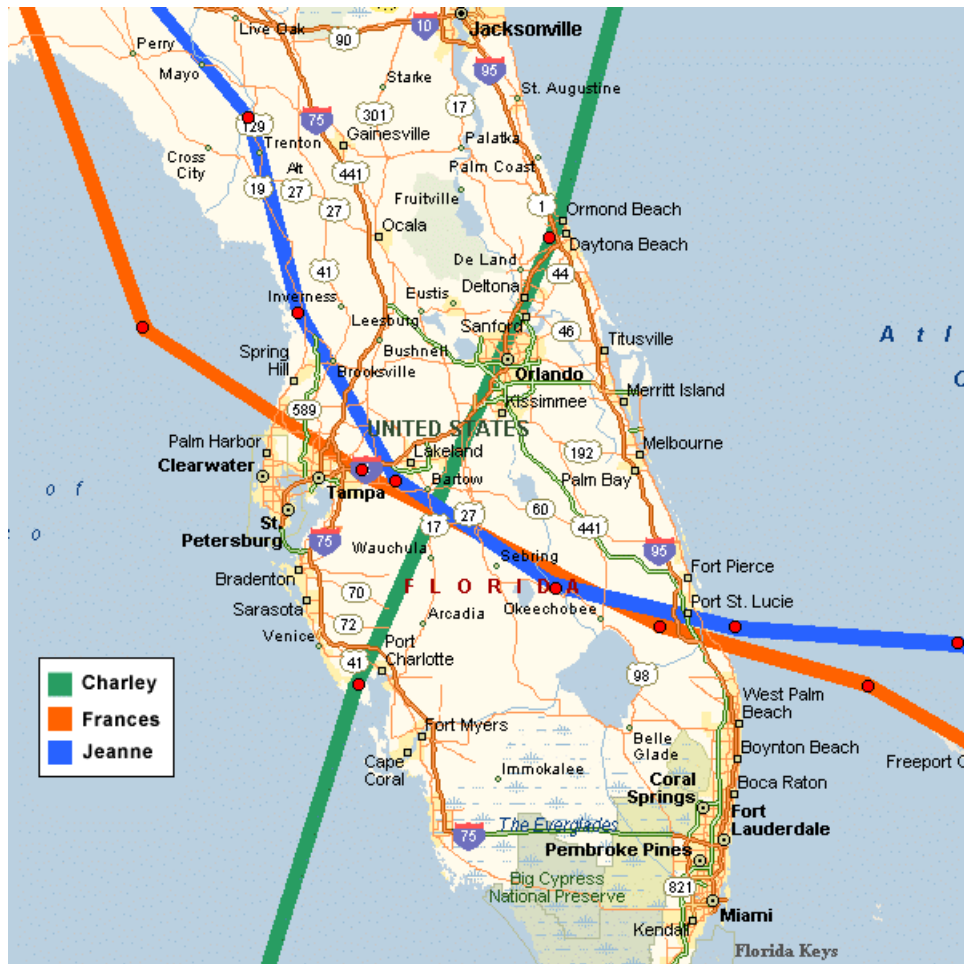 Live Oak
10
Jacksonville
Perry
90
Mayo
Starke
95
St. Augustine
17
301
75
129
Gainesville
Trenton
Palatka
Cross
City
Alt
441
Palm Coast
19
27
27
Fruitville
1
Ormond Beach
Ocala
Daytona Beach
41
De Land
44
Inverness
Eustis
Deltona
Leesburg
Sanford
46
A t l
Spring
Hill
Bushnell
Titusville
Brooksville
Orlando
O
589
Kissimmee
Merritt Island
UNITED STATES
Palm Harbor
Lakeland
192
Melbourne
Clearwater
Bartow
Palm Bay
o f
Tampa
27
60
St.
Petersburg
17
441
c o
75
Wauchula
Sebring
95
Bradenton
70
FLORIDA
Fort Pierce
Sarasota
Arcadia
Okeechobee
Port St. Lucie
Venice
72
41
Port
Charlotte
98
Charley
Frances
Jeanne
West Palm
Beach
Fort Myers
Belle
Glade
Boynton Beach
Cape
Coral
Immokalee
Freeport
Coral
Springs
Boca Raton
The Everglades
Fort
Lauderdale
75
Pembroke Pines
Big Cypress
National Preserve
821
Miami
Kendall
Florida Keys